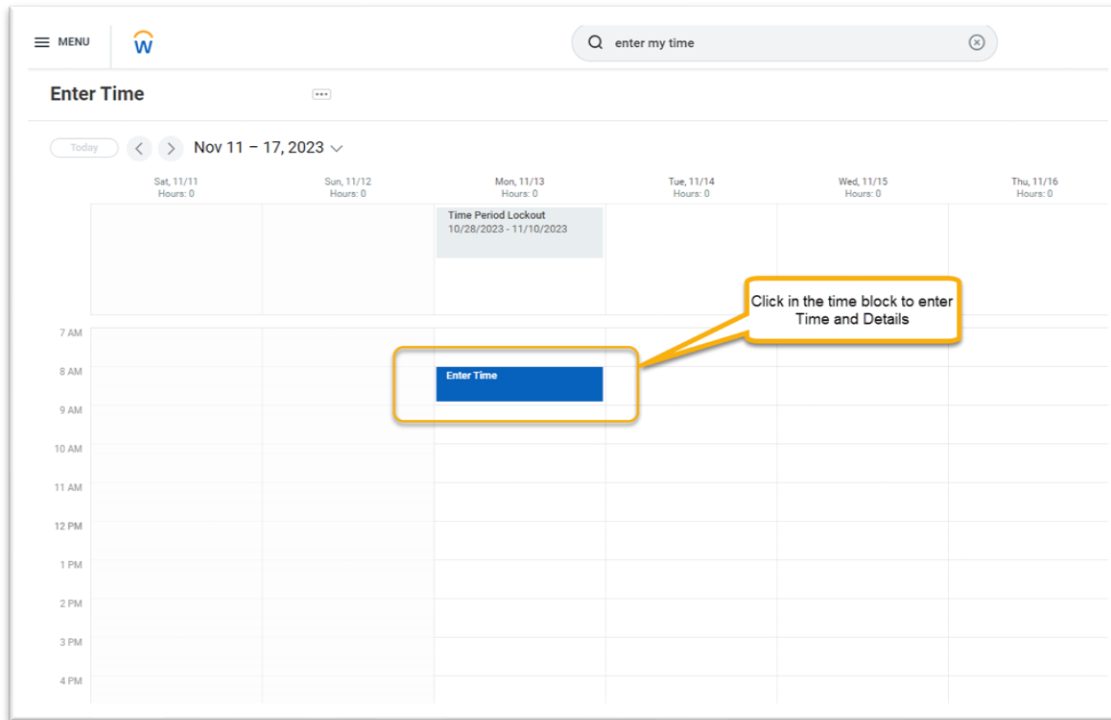 MENU
enter my time
Enter Time
Today
Nov 11 – 17, 2023
Sat, 11/11
Hours: 0
Sun, 11/12
Hours: 0
Mon, 11/13
Hours: 0
Tue, 11/14
Hours: 0
Wed, 11/15
Hours: 0
Thu, 11/16
Hours: 0
Time Period Lockout
10/28/2023 - 11/10/2023
Click in the time block to enter
Time and Details
7 AM
8 AM
Enter Time
9 AM
10 AM
11 AM
12 PM
1 PM
2 PM
3 PM
4 PM